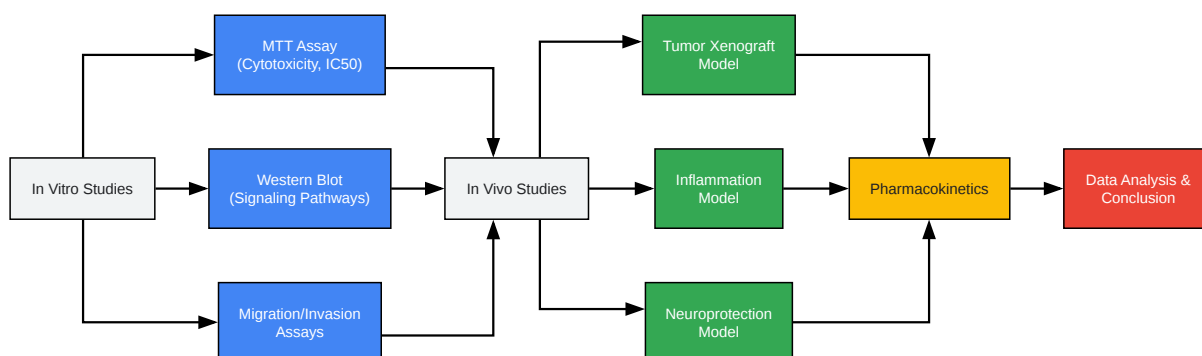 In Vitro Studies
MTT Assay
(Cytotoxicity, IC50)
Western Blot
(Signaling Pathways)
Migration/Invasion
Assays
In Vivo Studies
Tumor Xenograft
Model
Inflammation
Model
Neuroprotection
Model
Pharmacokinetics
Data Analysis &
Conclusion